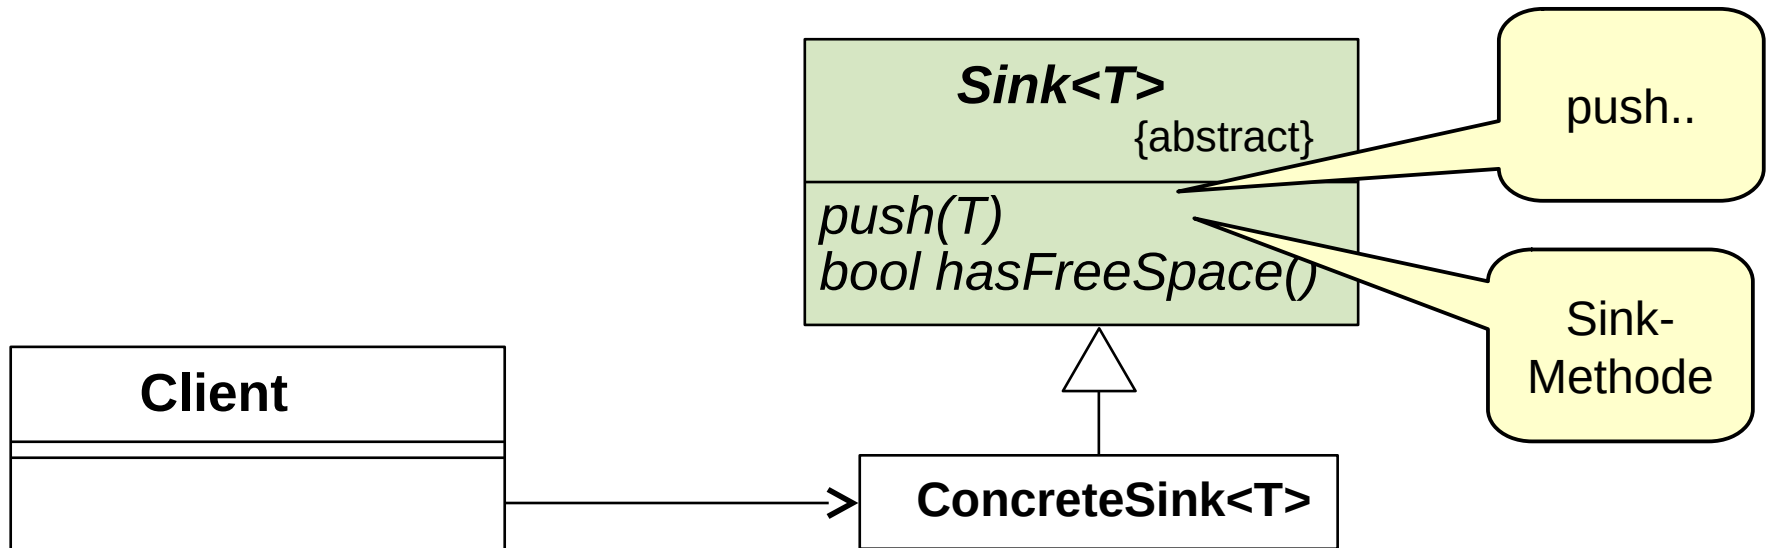 Sink<T>
{abstract}
push(T)
bool hasFreeSpace()
push..
Sink-
Methode
Client
ConcreteSink<T>